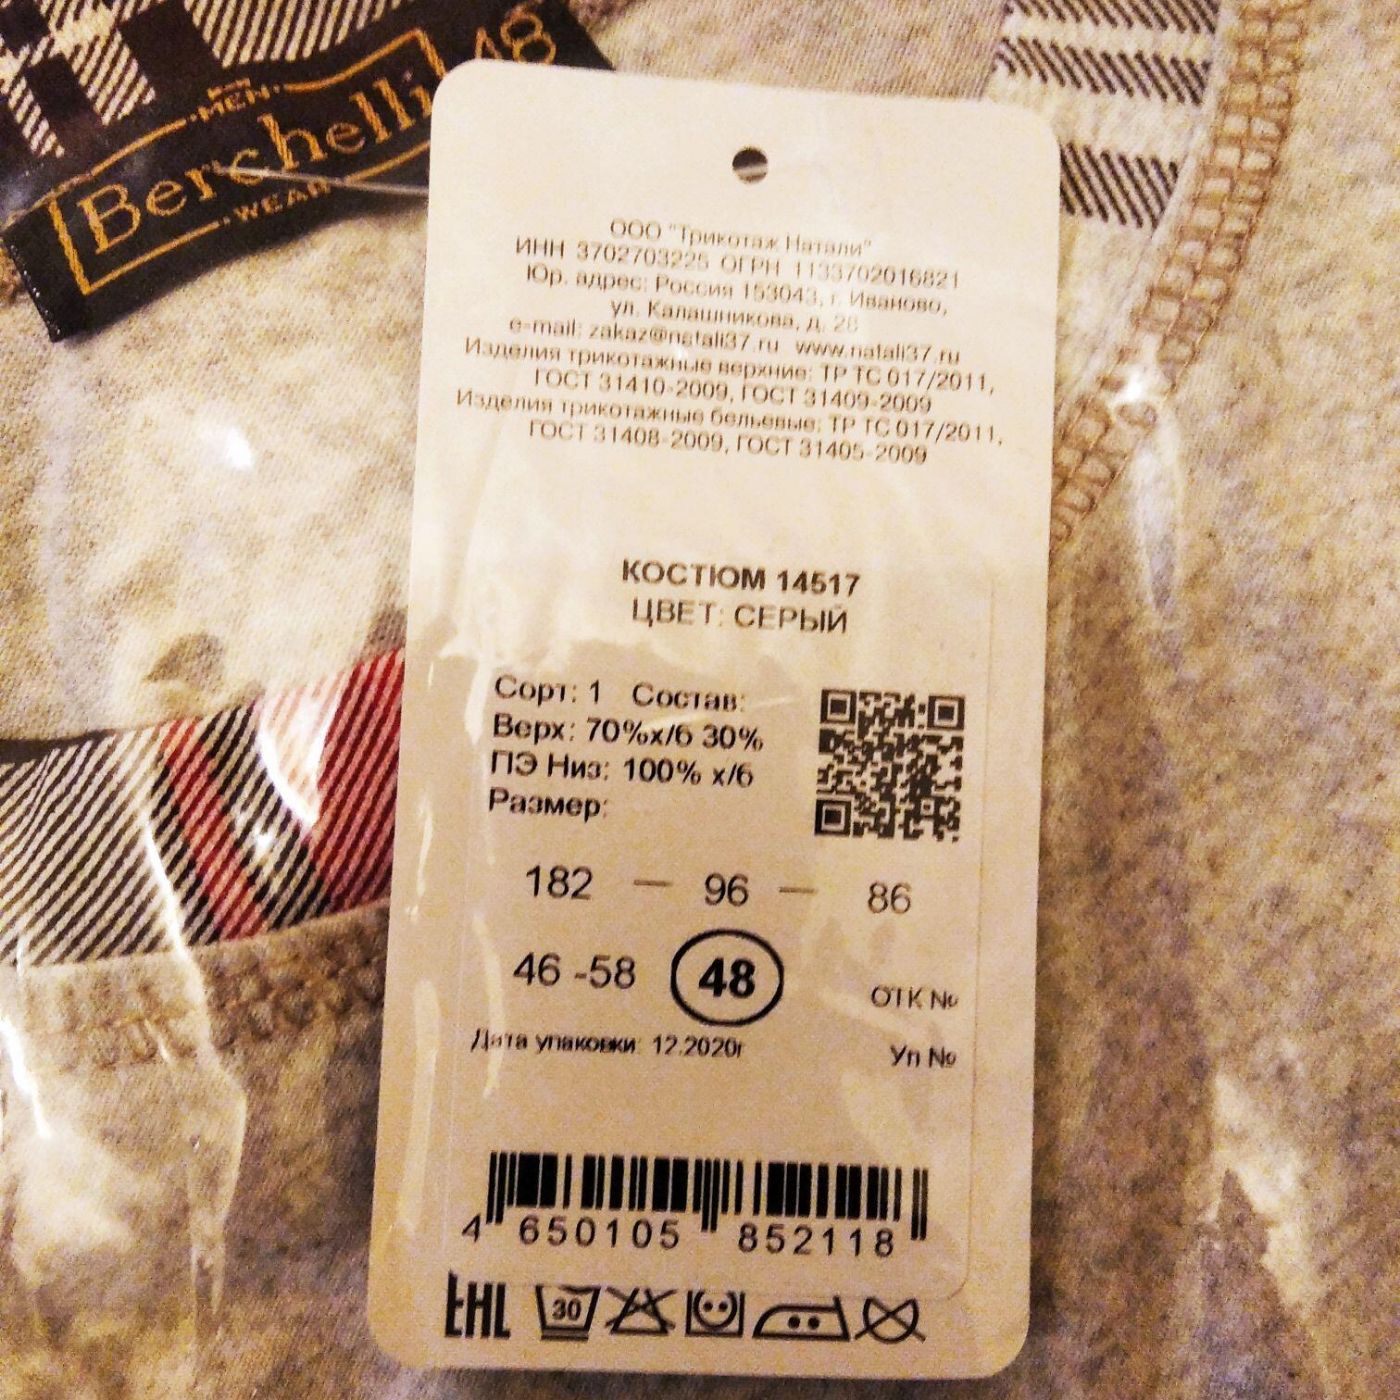 48
MEN
Berchelli
WEAR
ООО "Трикотаж Натали"
ИНН 3702703225 ОГРН 1133702016821
Юр. адрес: Россия 153043, г. Иваново,
ул. Калашникова, д. 28
e-mail: zakaz@natali37.ru www.natali37.ru
Изделия трикотажные верхние: ТР ТС 017/2011,
ГОСТ 31410-2009, ГОСТ 31409-2009
Изделия трикотажные бельевые: ТР ТС 017/2011,
ГОСТ 31408-2009, ГОСТ 31405-2009
КОСТЮМ 14517
ЦВЕТ: СЕРЫЙ
Сорт: 1 Состав:
Верх: 70%х/б 30%
ПЭ Низ: 100% х/б
Размер:
182 — 96 — 86
46 -58 48 ОТК №
Дата упаковки: 12.2020г Уп №
4 650105 852118
EAC 30